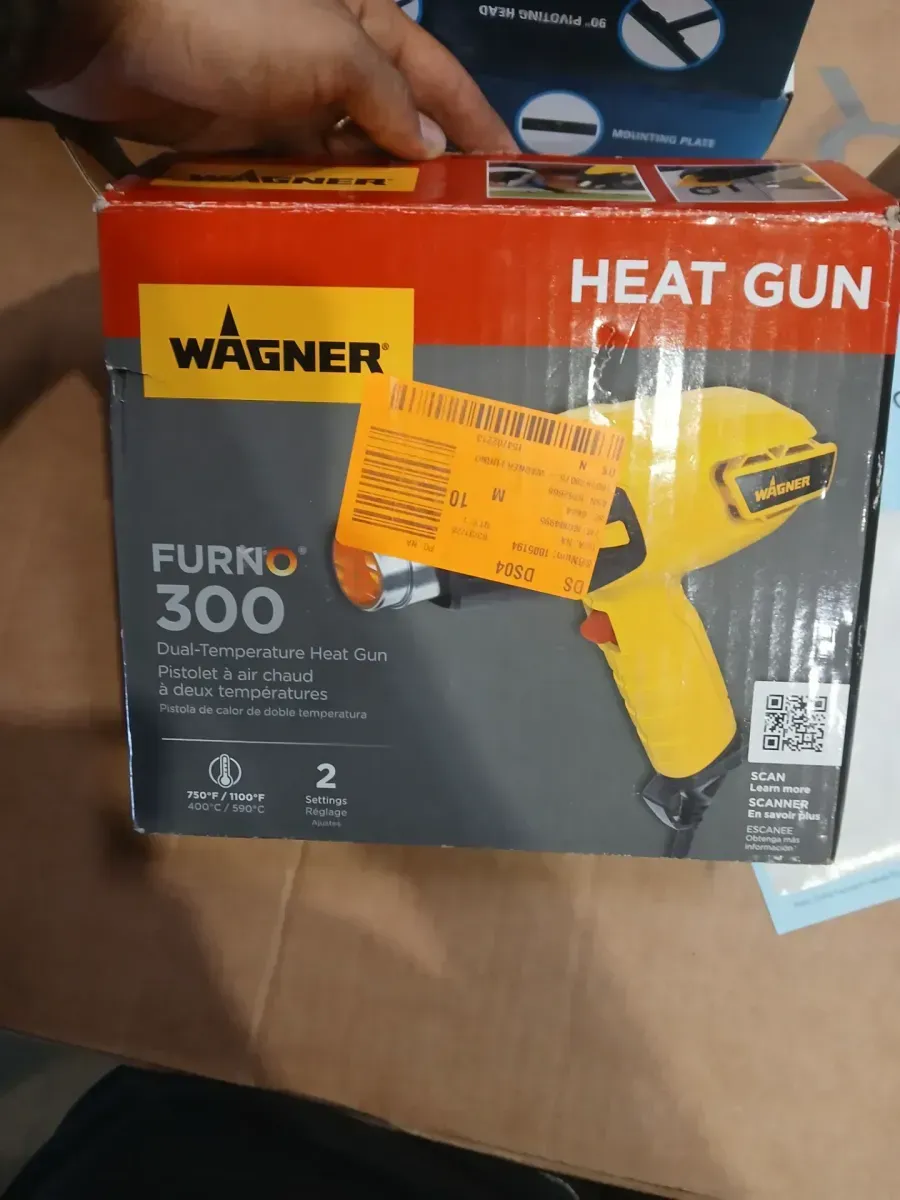 90° PIVOTING HEAD
MOUNTING PLATE
WAGNER
HEAT GUN
WAGNER®
WAGNER
FURNO®
300
Dual-Temperature Heat Gun
Pistolet à air chaud
à deux températures
Pistola de calor de doble temperatura
750°F / 1100°F
400°C / 590°C
2
Settings
Réglage
Ajustes
DS
DS04
M
10
N
SCAN
Learn more
SCANNER
En savoir plus
ESCANEE
Obtenga más
información